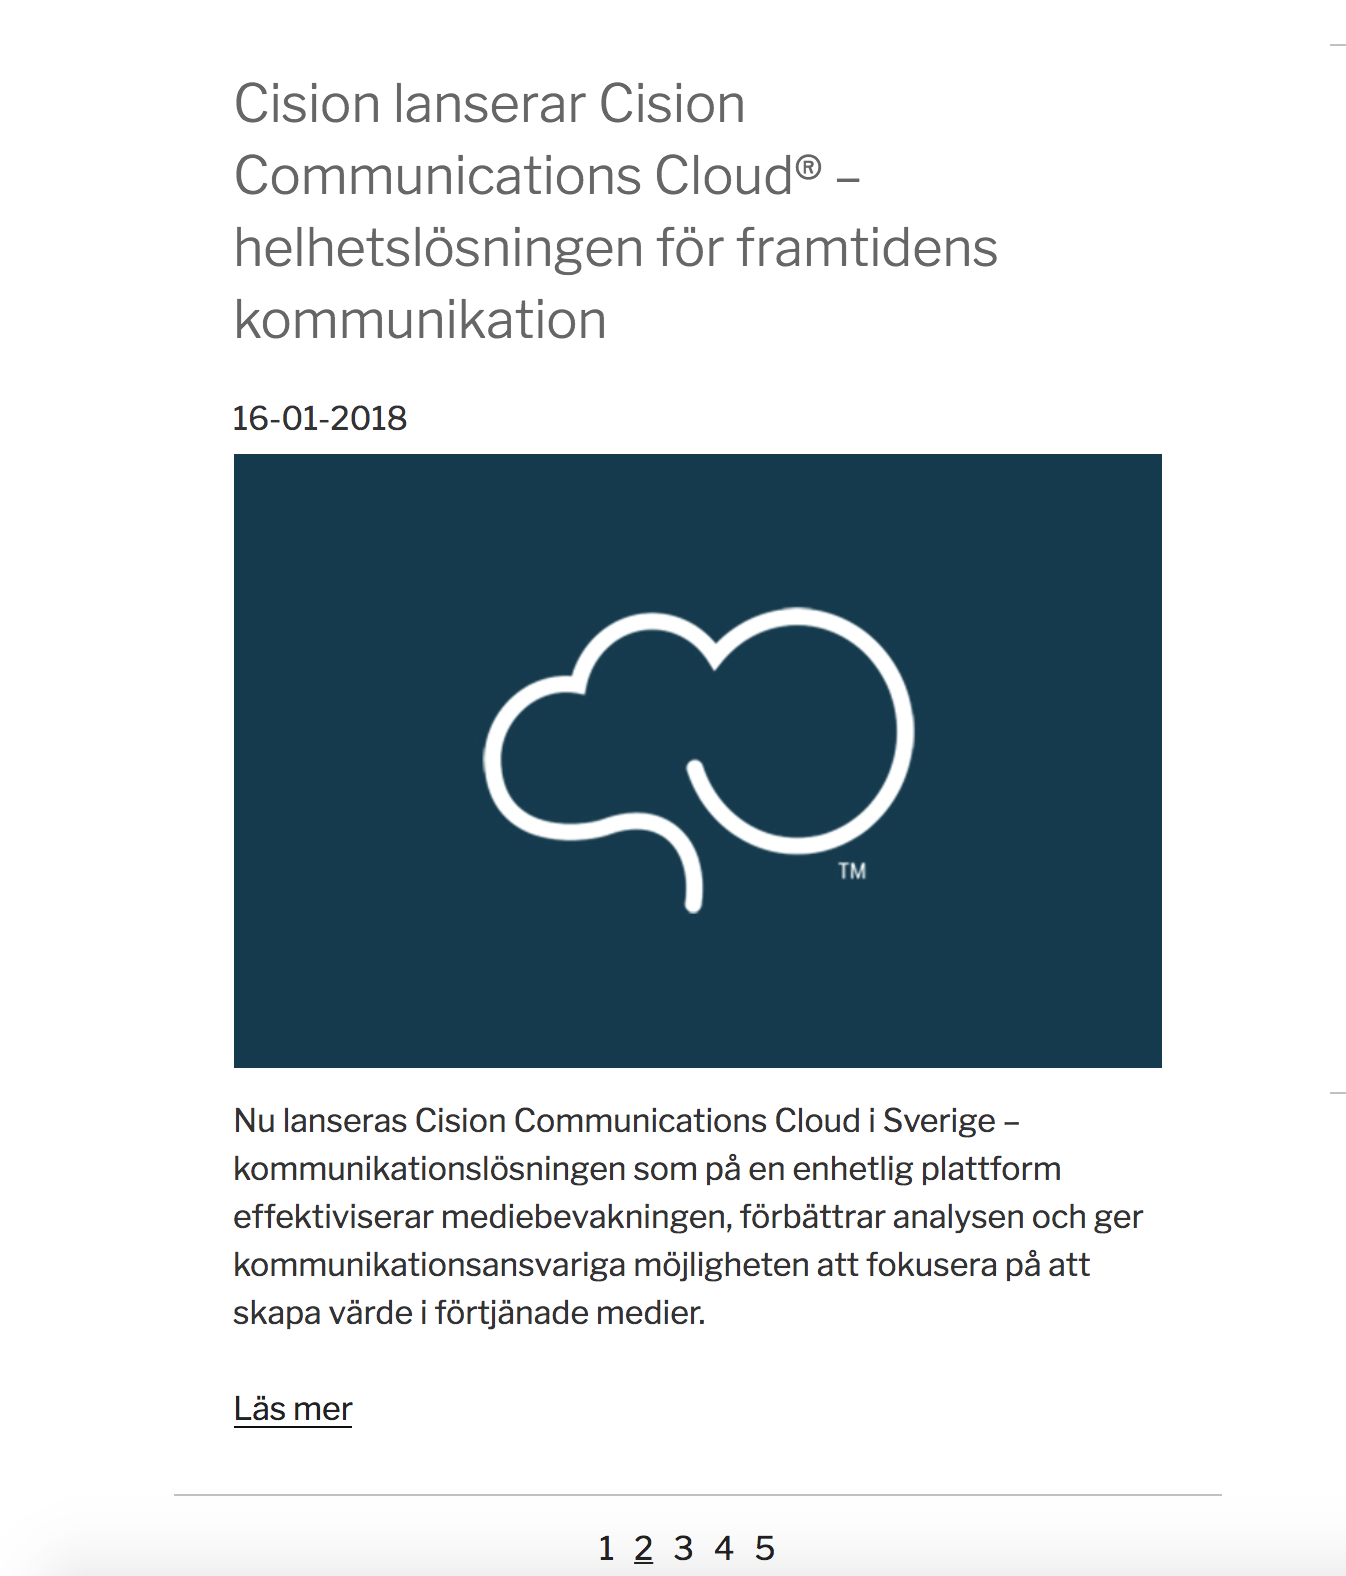 Cision lanserar Cision
Communications Cloud® –
helhetslösningen för framtidens
kommunikation
16-01-2018
TM
Nu lanseras Cision Communications Cloud i Sverige –
kommunikationslösningen som på en enhetlig plattform
effektiviserar mediebevakningen, förbättrar analysen och ger
kommunikationsansvariga möjligheten att fokusera på att
skapa värde i förtjänade medier.
Läs mer
1 2 3 4 5